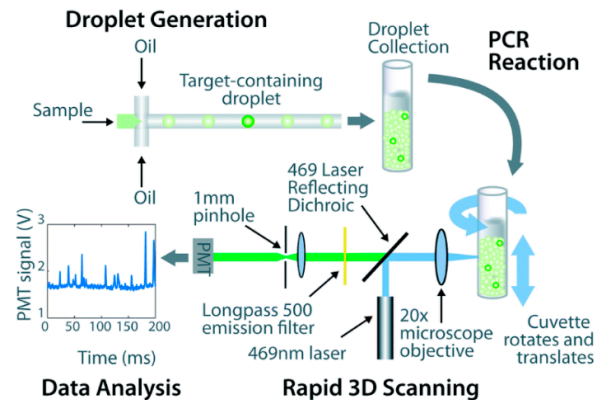 Droplet Generation
Oil
Sample
Target-containing
droplet
Oil
Droplet
Collection
PCR
Reaction
1mm
pinhole
469 Laser
Reflecting
Dichroic
PMT
Longpass 500
emission filter
469nm laser
20x
microscope
objective
Cuvette
rotates and
translates
PMT signal (V)
3
2
1
0 50 100 150 200
Time (ms)
Data Analysis
Rapid 3D Scanning